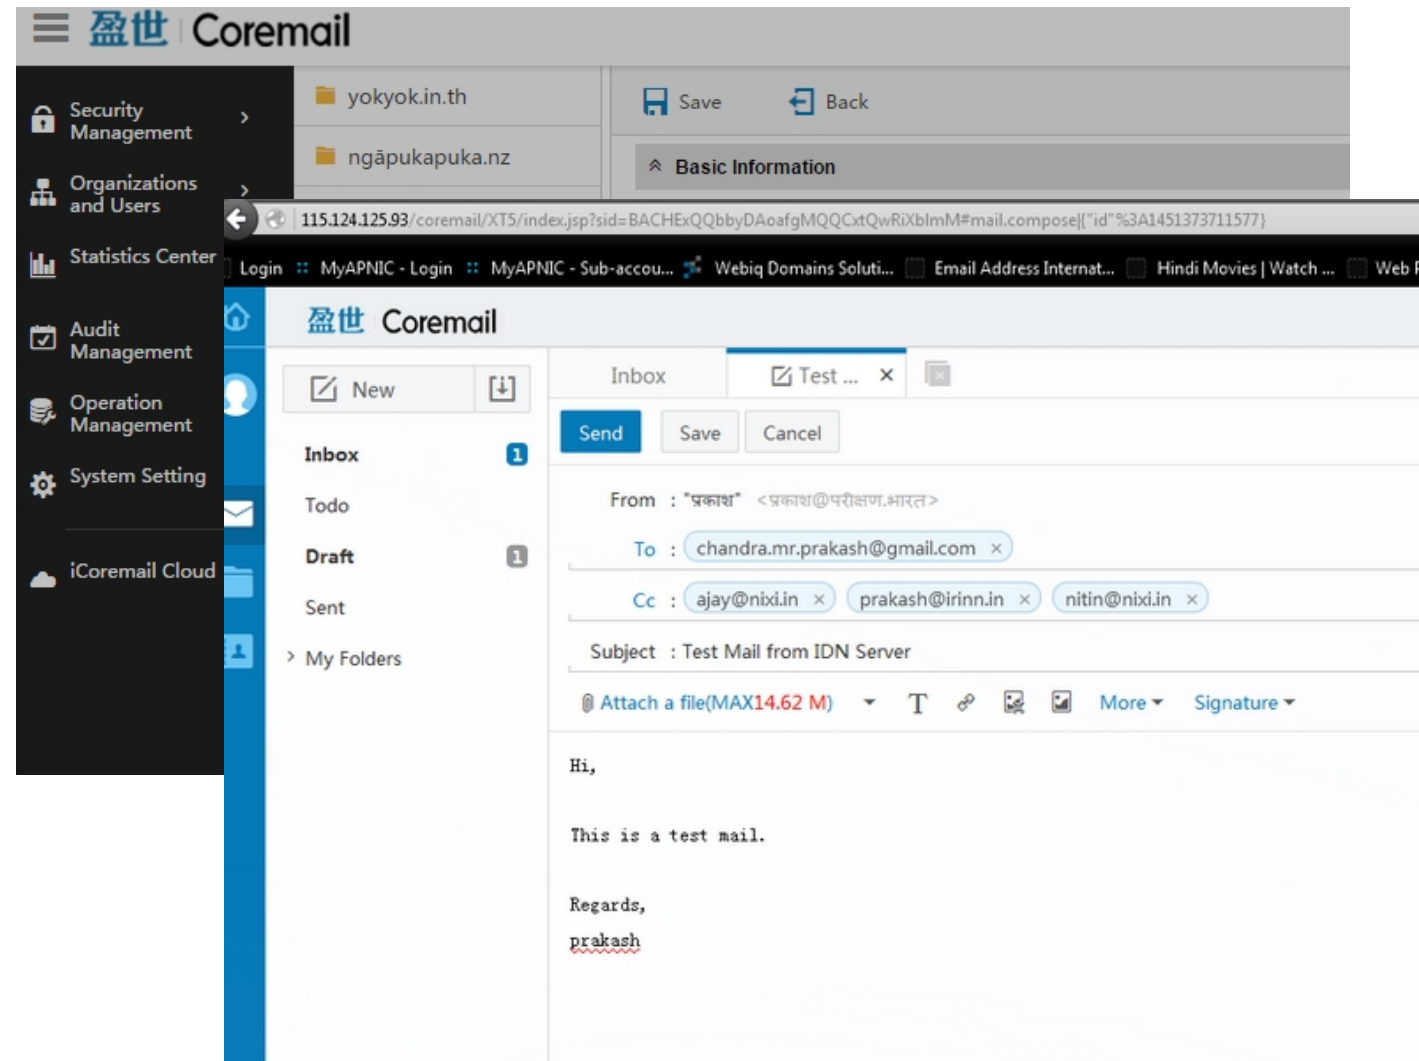 盈世 Coremail
Security Management
Organizations and Users
Statistics Center
Audit Management
Operation Management
System Setting
iCoremail Cloud
yokyok.in.th
ngāpukapuka.nz
Save Back
Basic Information
115.124.125.93/coremail/XT5/index.jsp?sid=BACHExQQbbyDAoafgMQQCxtQwRiXbImM#mail.compose|{"id"%3A1451373711577}
Login MyAPNIC - Login MyAPNIC - Sub-accou... Webiq Domains Soluti... Email Address Internat... Hindi Movies | Watch ... Web
盈世 Coremail
New
Inbox 1
Todo
Draft 1
Sent
My Folders
Inbox Test ...
Send Save Cancel
From : "प्रकाश" <प्रकाश@परीक्षण.भारत>
To : chandra.mr.prakash@gmail.com ×
Cc : ajay@nixi.in × prakash@irinn.in × nitin@nixi.in ×
Subject : Test Mail from IDN Server
Attach a file(MAX14.62 M) T More Signature
Hi,
This is a test mail.
Regards,
prakash